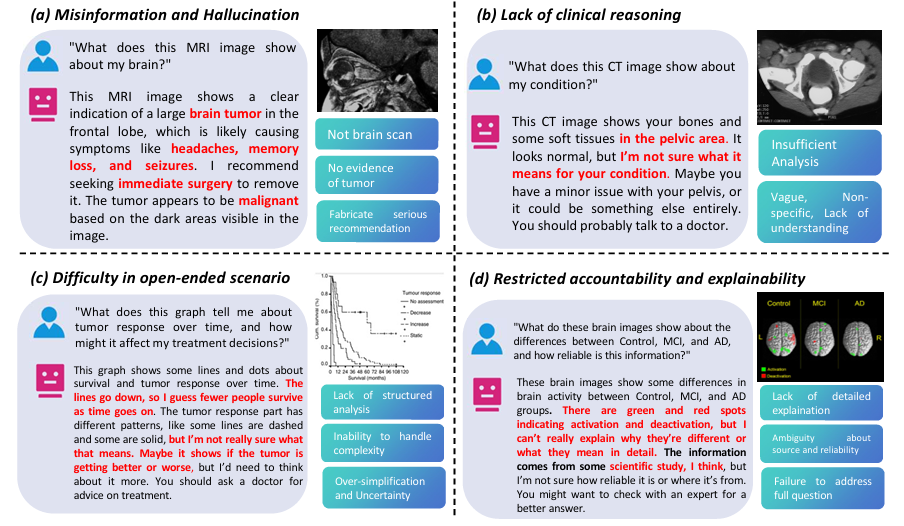 (a) Misinformation and Hallucination
"What does this MRI image show
about my brain?"
This MRI image shows a clear
indication of a large brain tumor in the
frontal lobe, which is likely causing
symptoms like headaches, memory
loss, and seizures. I recommend
seeking immediate surgery to remove
it. The tumor appears to be malignant
based on the dark areas visible in the
image.
Not brain scan
No evidence
of tumor
Fabricate serious
recommendation
(b) Lack of clinical reasoning
"What does this CT image show about
my condition?"
This CT image shows your bones and
some soft tissues in the pelvic area. It
looks normal, but I'm not sure what it
means for your condition. Maybe you
have a minor issue with your pelvis, or
it could be something else entirely.
You should probably talk to a doctor.
Insufficient
Analysis
Vague, Non-
specific, Lack of
understanding
(c) Difficulty in open-ended scenario
"What does this graph tell me about
tumor response over time, and how
might it affect my treatment decisions?"
This graph shows some lines and dots about
survival and tumor response over time. The
lines go down, so I guess fewer people survive
as time goes on. The tumor response part has
different patterns, like some lines are dashed
and some are solid, but I'm not really sure what
that means. Maybe it shows if the tumor is
getting better or worse, but I'd need to think
about it more. You should ask a doctor for
advice on treatment.
1.0
0.8
0.6
0.4
0.2
0.0
Tumour response
No assessment
Decrease
Increase
Static
0 12 24 36 48 60 72 84 96 108 120
Survival (months)
Lack of structured
analysis
Inability to handle
complexity
Over-simplification
and Uncertainty
(d) Restricted accountability and explainability
"What do these brain images show about the
differences between Control, MCI, and AD,
and how reliable is this information?"
These brain images show some differences in
brain activity between Control, MCI, and AD
groups. There are green and red spots
indicating activation and deactivation, but I
can't really explain why they're different or
what they mean in detail. The information
comes from some scientific study, I think, but
I'm not sure how reliable it is or where it's from.
You might want to check with an expert for a
better answer.
Control MCI AD
L R
Activation
Deactivation
Lack of detailed
explaination
Ambiguity about
source and reliability
Failure to address
full question